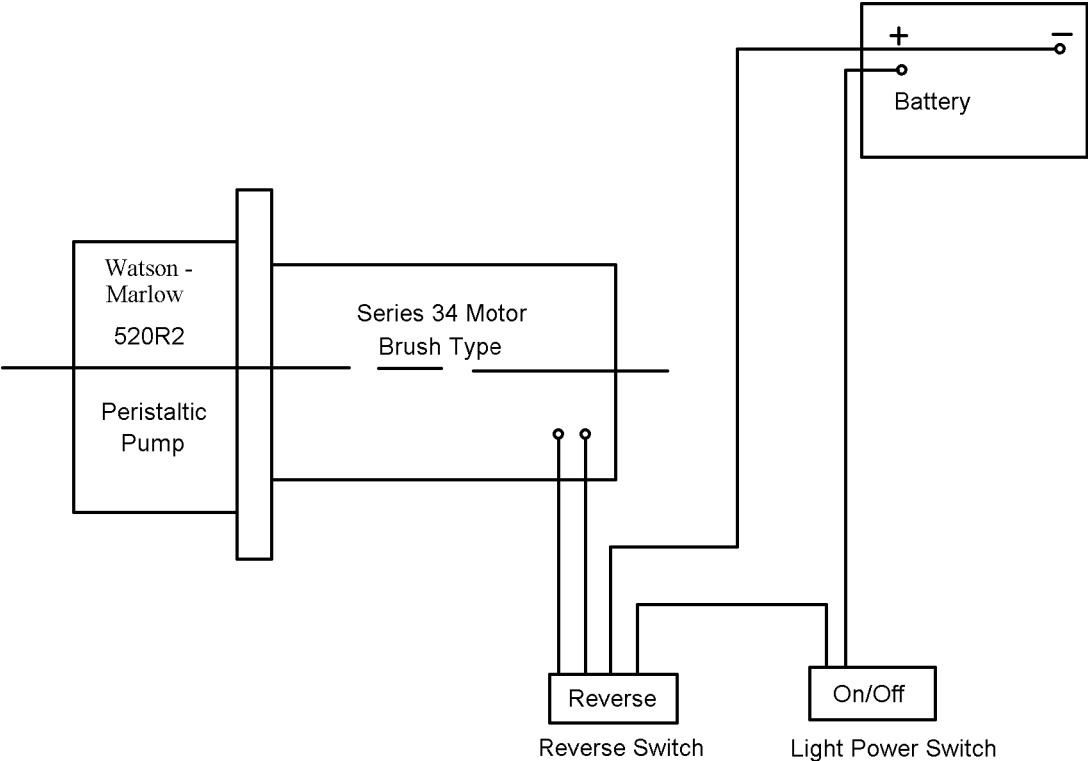 + −
Battery
Watson -
Marlow
520R2
Series 34 Motor
Brush Type
Peristaltic
Pump
Reverse
On/Off
Reverse Switch
Light Power Switch